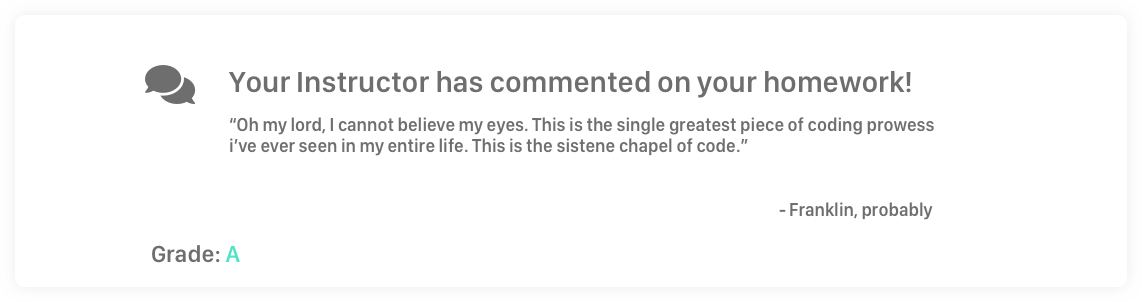 Your Instructor has commented on your homework!
“Oh my lord, I cannot believe my eyes. This is the single greatest piece of coding prowess
i’ve ever seen in my entire life. This is the sistene chapel of code.”
- Franklin, probably
Grade: A